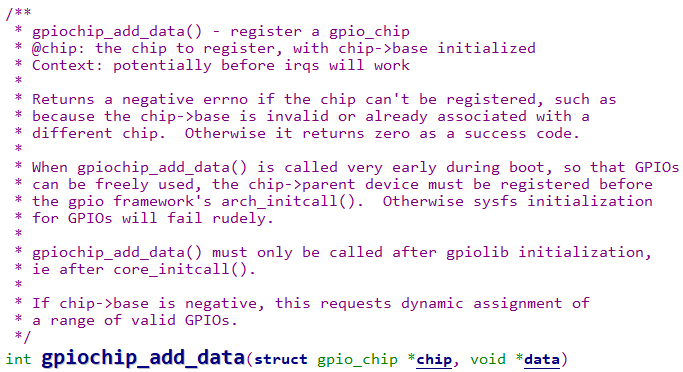 /**
 * gpiochip_add_data() - register a gpio_chip
 * @chip: the chip to register, with chip->base initialized
 * Context: potentially before irqs will work
 *
 * Returns a negative errno if the chip can't be registered, such as
 * because the chip->base is invalid or already associated with a
 * different chip.  Otherwise it returns zero as a success code.
 *
 * When gpiochip_add_data() is called very early during boot, so that GPIOs
 * can be freely used, the chip->parent device must be registered before
 * the gpio framework's arch_initcall().  Otherwise sysfs initialization
 * for GPIOs will fail rudely.
 *
 * gpiochip_add_data() must only be called after gpiolib initialization,
 * ie after core_initcall().
 *
 * If chip->base is negative, this requests dynamic assignment of
 * a range of valid GPIOs.
 */
int gpiochip_add_data(struct gpio_chip *chip, void *data)